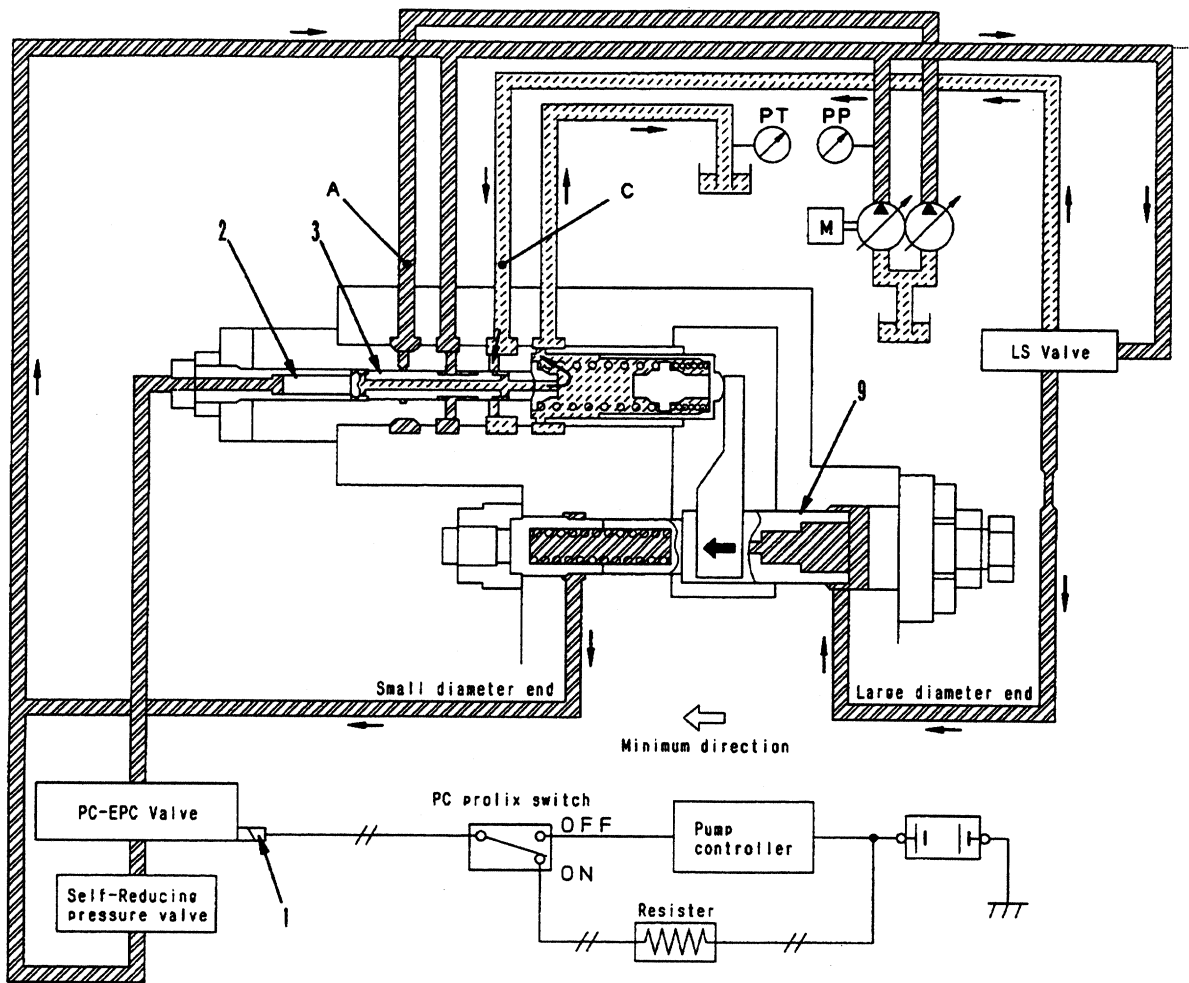 PT
PP
A
C
2
3
M
LS Valve
9
Small diameter end
Large diameter end
Minimum direction
PC-EPC Valve
PC prolix switch
OFF
ON
Pump
controller
Self-Reducing
pressure valve
1
Resister